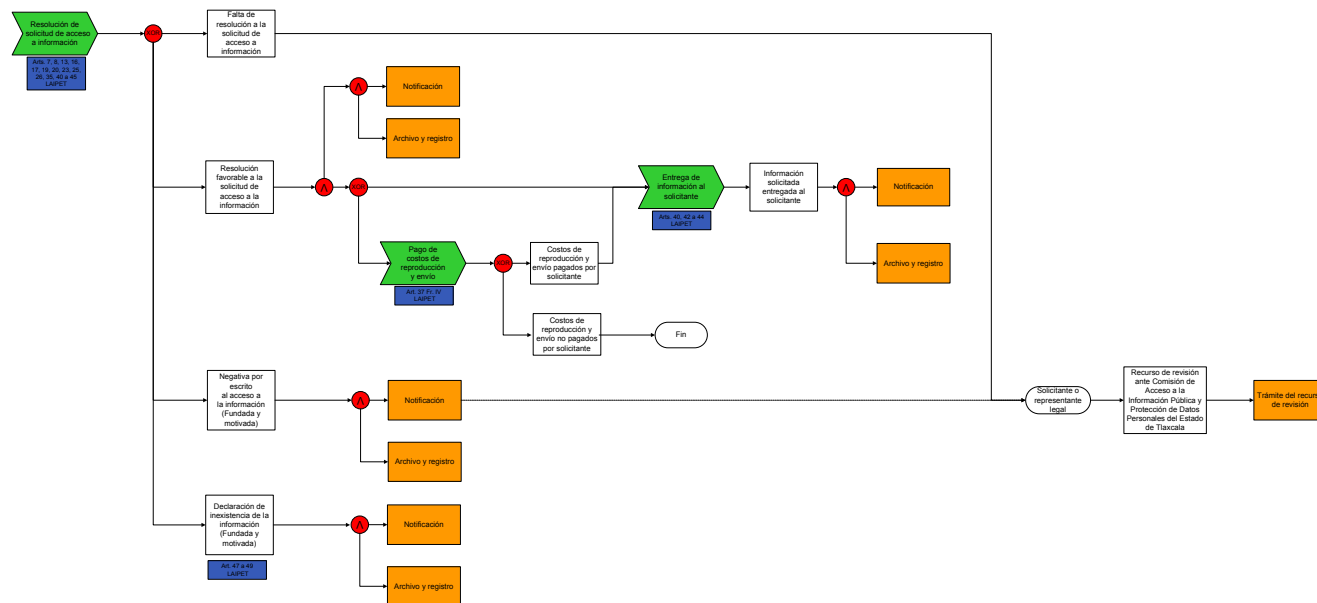 Resolución de
solicitud de acceso
a información
XOR
Falta de
resolución a la
solicitud de
acceso a
información
Arts. 7, 8, 13, 16,
17, 19, 20, 23, 25,
26, 35, 40 a 45
LAIPET
Λ
Notificación
Archivo y registro
Resolución
favorable a la
solicitud de
acceso a la
información
Λ
XOR
Entrega de
información al
solicitante
Arts. 40, 42 a 44
LAIPET
Información
solicitada
entregada al
solicitante
Λ
Notificación
Archivo y registro
Pago de
costos de
reproducción
y envío
Art. 37 Fr. IV
LAIPET
XOR
Costos de
reproducción y
envío pagados por
solicitante
Costos de
reproducción y
envío no pagados
por solicitante
Fin
Negativa por
escrito
al acceso a
la información
(Fundada y
motivada)
Λ
Notificación
Archivo y registro
Solicitante o
representante
legal
Recurso de revisión
ante Comisión de
Acceso a la
Información Pública y
Protección de Datos
Personales del Estado
de Tlaxcala
Trámite del recurs
de revisión
Declaración de
inexistencia de la
información
(Fundada y
motivada)
Art. 47 a 49
LAIPET
Λ
Notificación
Archivo y registro